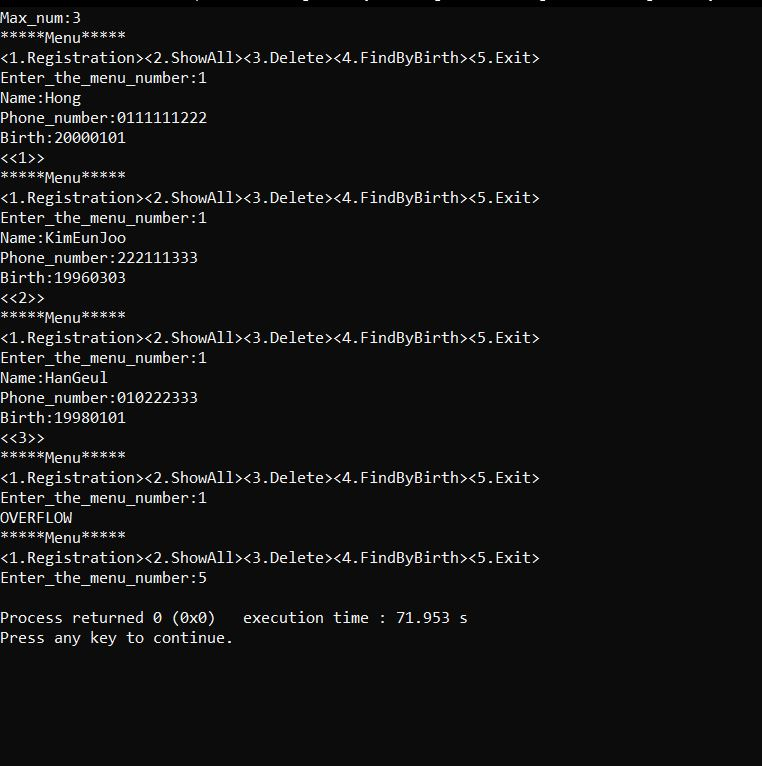 Max_num:3
*****Menu*****
<1.Registration><2.ShowAll><3.Delete><4.FindByBirth><5.Exit>
Enter_the_menu_number:1
Name:Hong
Phone_number:0111111222
Birth:20000101
<<1>>
*****Menu*****
<1.Registration><2.ShowAll><3.Delete><4.FindByBirth><5.Exit>
Enter_the_menu_number:1
Name:KimEunJoo
Phone_number:222111333
Birth:19960303
<<2>>
*****Menu*****
<1.Registration><2.ShowAll><3.Delete><4.FindByBirth><5.Exit>
Enter_the_menu_number:1
Name:HanGeul
Phone_number:010222333
Birth:19980101
<<3>>
*****Menu*****
<1.Registration><2.ShowAll><3.Delete><4.FindByBirth><5.Exit>
Enter_the_menu_number:1
OVERFLOW
*****Menu*****
<1.Registration><2.ShowAll><3.Delete><4.FindByBirth><5.Exit>
Enter_the_menu_number:5
Process returned 0 (0x0)   execution time : 71.953 s
Press any key to continue.